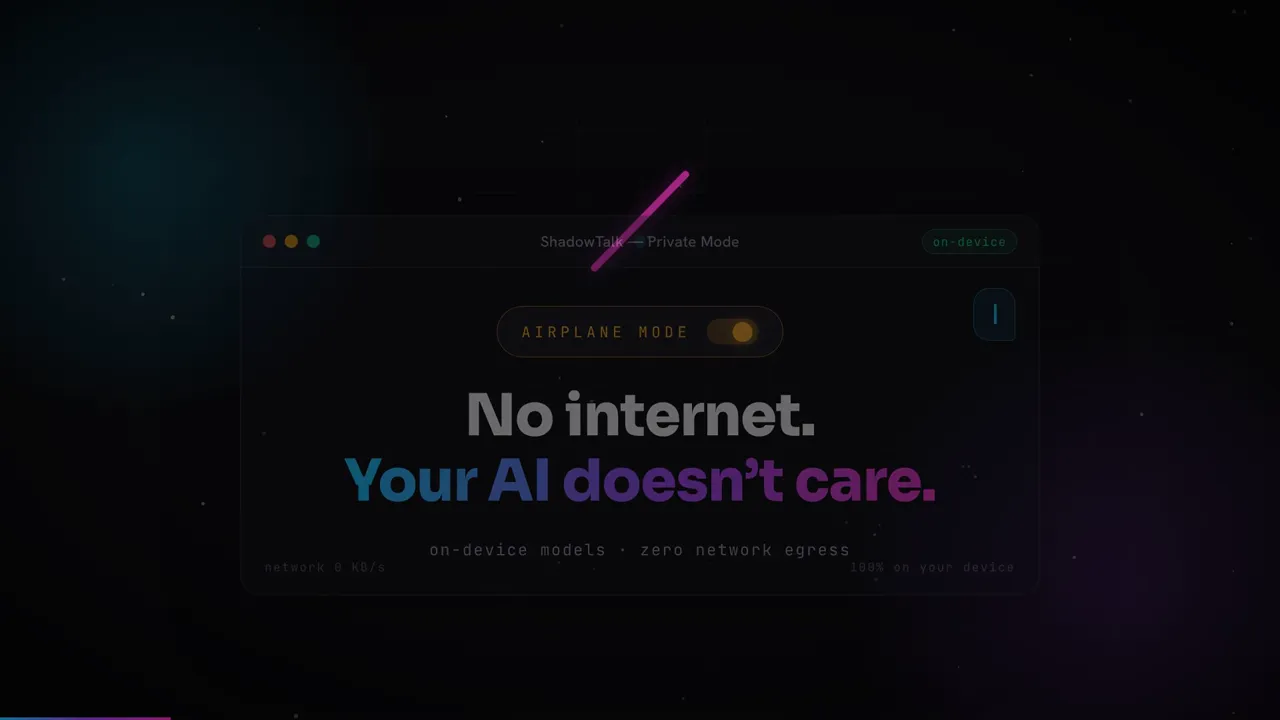 ShadowTalk — Private Mode
on-device
AIRPLANE MODE
No internet.
Your AI doesn’t care.
on-device models · zero network egress
network 0 KB/s
100% on your device